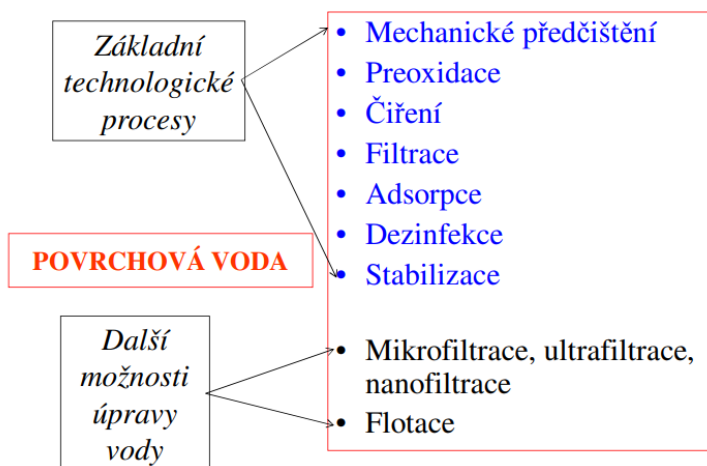 Základní
technologické
procesy
• Mechanické předčištění
• Preoxidace
• Čiření
• Filtrace
• Adsorpce
• Dezinfekce
• Stabilizace
POVRCHOVÁ VODA
Další
možnosti
úpravy
vody
• Mikrofiltrace, ultrafiltrace,
nanofiltrace
• Flotace